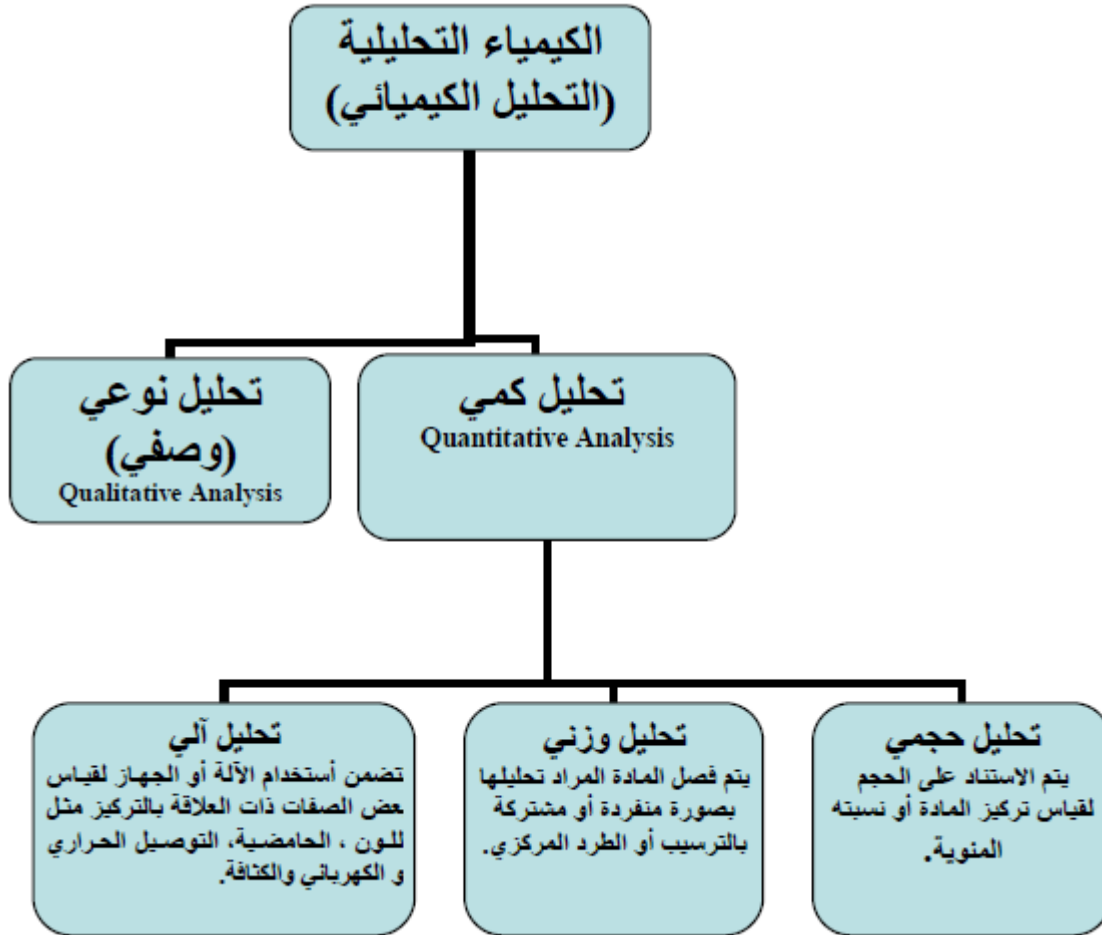 الكيمياء التحليلية
(التحليل الكيميائي)
تحليل كمي
Quantitative Analysis
تحليل نوعي
(وصفي)
Qualitative Analysis
تحليل حجمي
يتم الاستناد على الحجم
لقياس تركيز المادة أو نسبته
المئوية.
تحليل وزني
يتم فصل المادة المراد تحليلها
بصورة منفردة أو مشتركة
بالترسيب أو الطرد المركزي.
تحليل آلي
تضمن أستخدام الآلة أو الجهاز لقياس
عض الصفات ذات العلاقة بالتركيز مثل
للون ، الحامضية، التوصيل الحراري
و الكهربائي والكثافة.